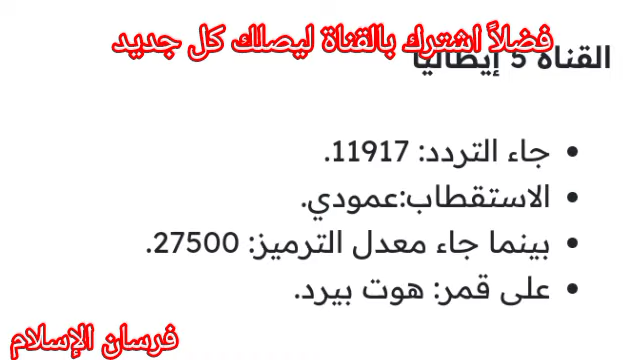 فضلاً اشترك بالقناة ليصلك كل جديد
القناة 5 إيطاليا
جاء التردد: 11917.
الاستقطاب:عمودي.
بينما جاء معدل الترميز: 27500.
على قمر: هوت بيرد.
فرسان الإسلام